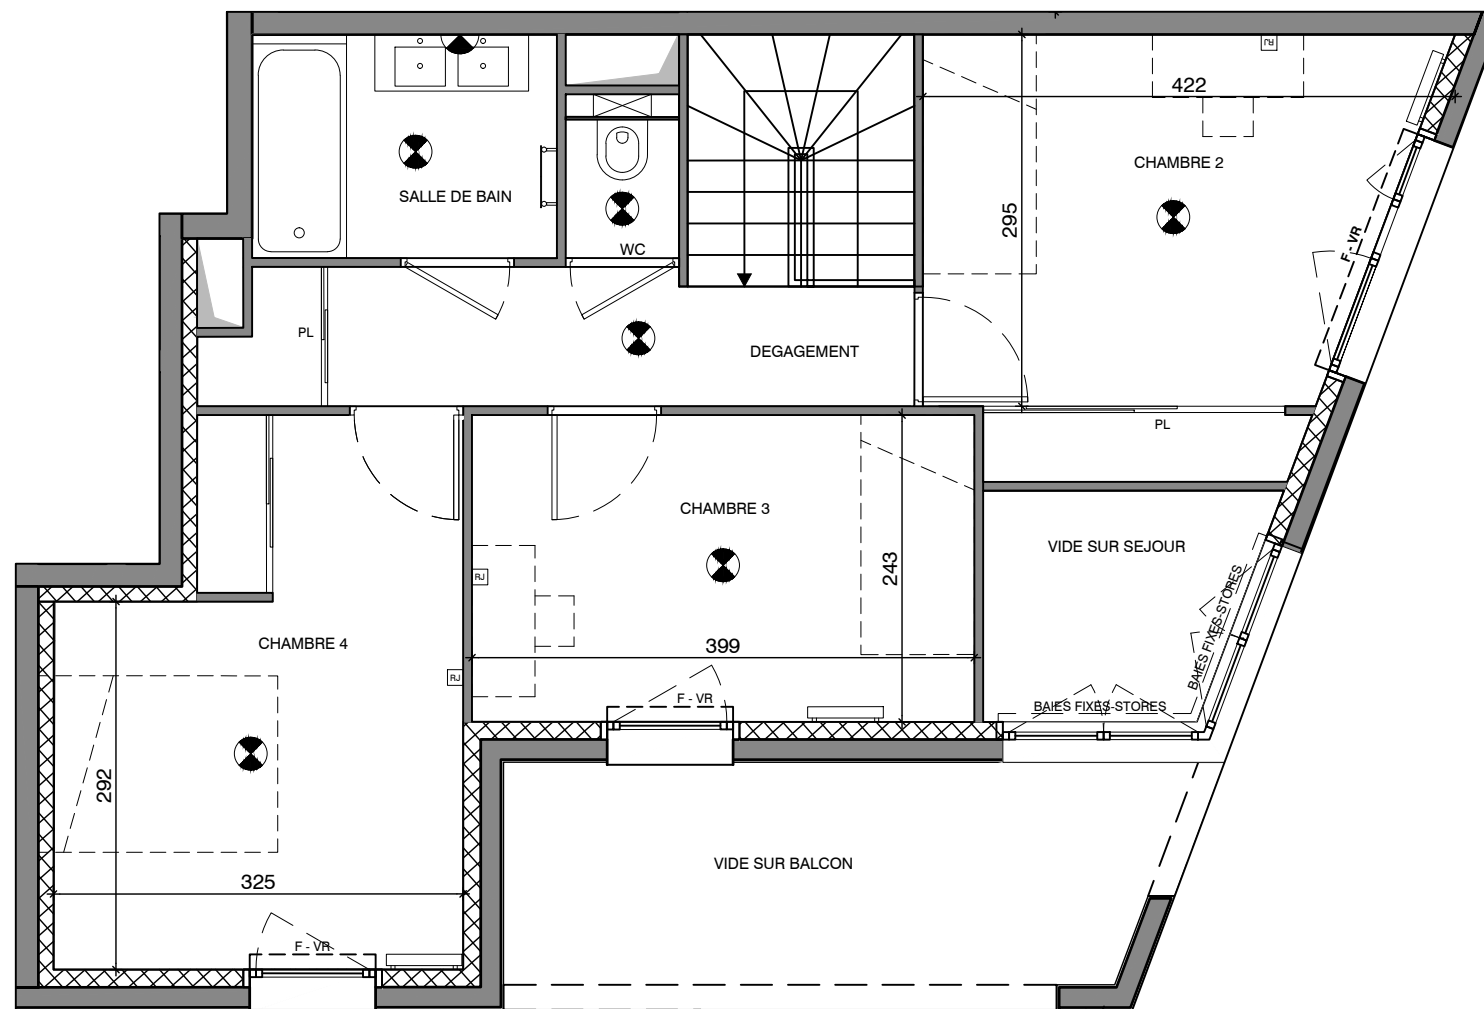 RJ
422
CHAMBRE 2
SALLE DE BAIN
295
WC
F - VR
PL
DEGAGEMENT
PL
CHAMBRE 3
VIDE SUR SEJOUR
243
RJ
BAIES FIXES-STORES
CHAMBRE 4
399
RJ
F - VR
BAIES FIXES-STORES
292
VIDE SUR BALCON
325
F - VR